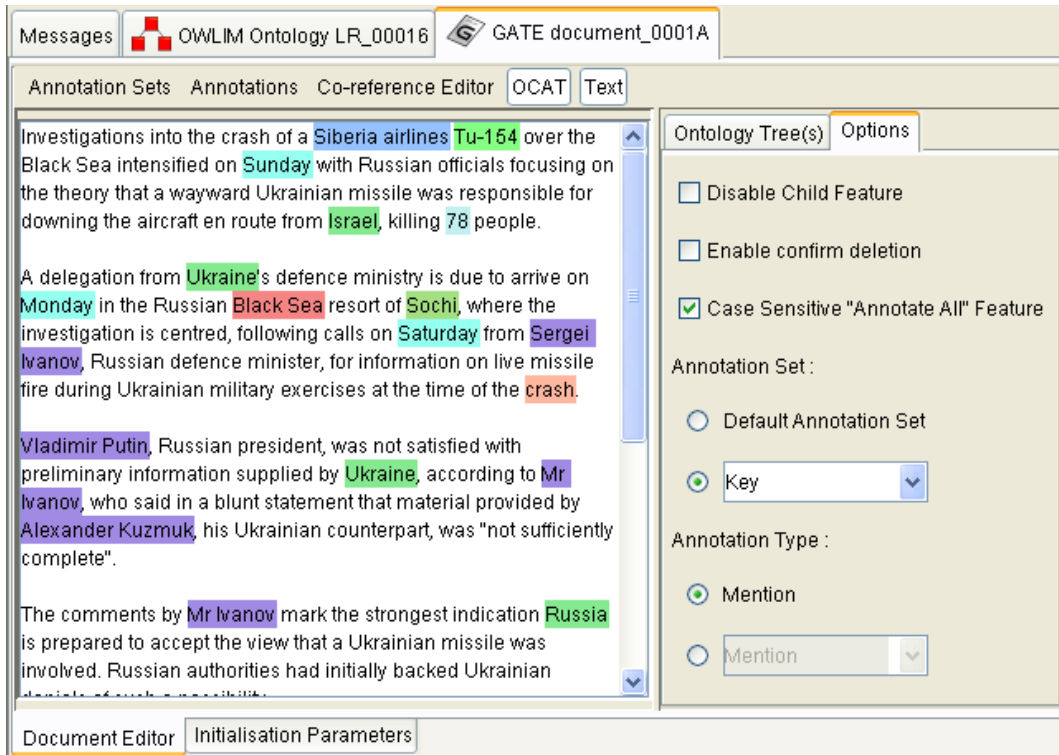 Messages OWLIM Ontology LR_00016 GATE document_0001A
Annotation Sets Annotations Co-reference Editor OCAT Text
Investigations into the crash of a Siberia airlines Tu-154 over the
Black Sea intensified on Sunday with Russian officials focusing on
the theory that a wayward Ukrainian missile was responsible for
downing the aircraft en route from Israel, killing 78 people.
A delegation from Ukraine's defence ministry is due to arrive on
Monday in the Russian Black Sea resort of Sochi, where the
investigation is centred, following calls on Saturday from Sergei
Ivanov, Russian defence minister, for information on live missile
fire during Ukrainian military exercises at the time of the crash.
Vladimir Putin, Russian president, was not satisfied with
preliminary information supplied by Ukraine, according to Mr
Ivanov, who said in a blunt statement that material provided by
Alexander Kuzmuk, his Ukrainian counterpart, was "not sufficiently
complete".
The comments by Mr Ivanov mark the strongest indication Russia
is prepared to accept the view that a Ukrainian missile was
involved. Russian authorities had initially backed Ukrainian
Ontology Tree(s) Options
Disable Child Feature
Enable confirm deletion
Case Sensitive "Annotate All" Feature
Annotation Set :
Default Annotation Set
Key
Annotation Type :
Mention
Mention
Document Editor Initialisation Parameters